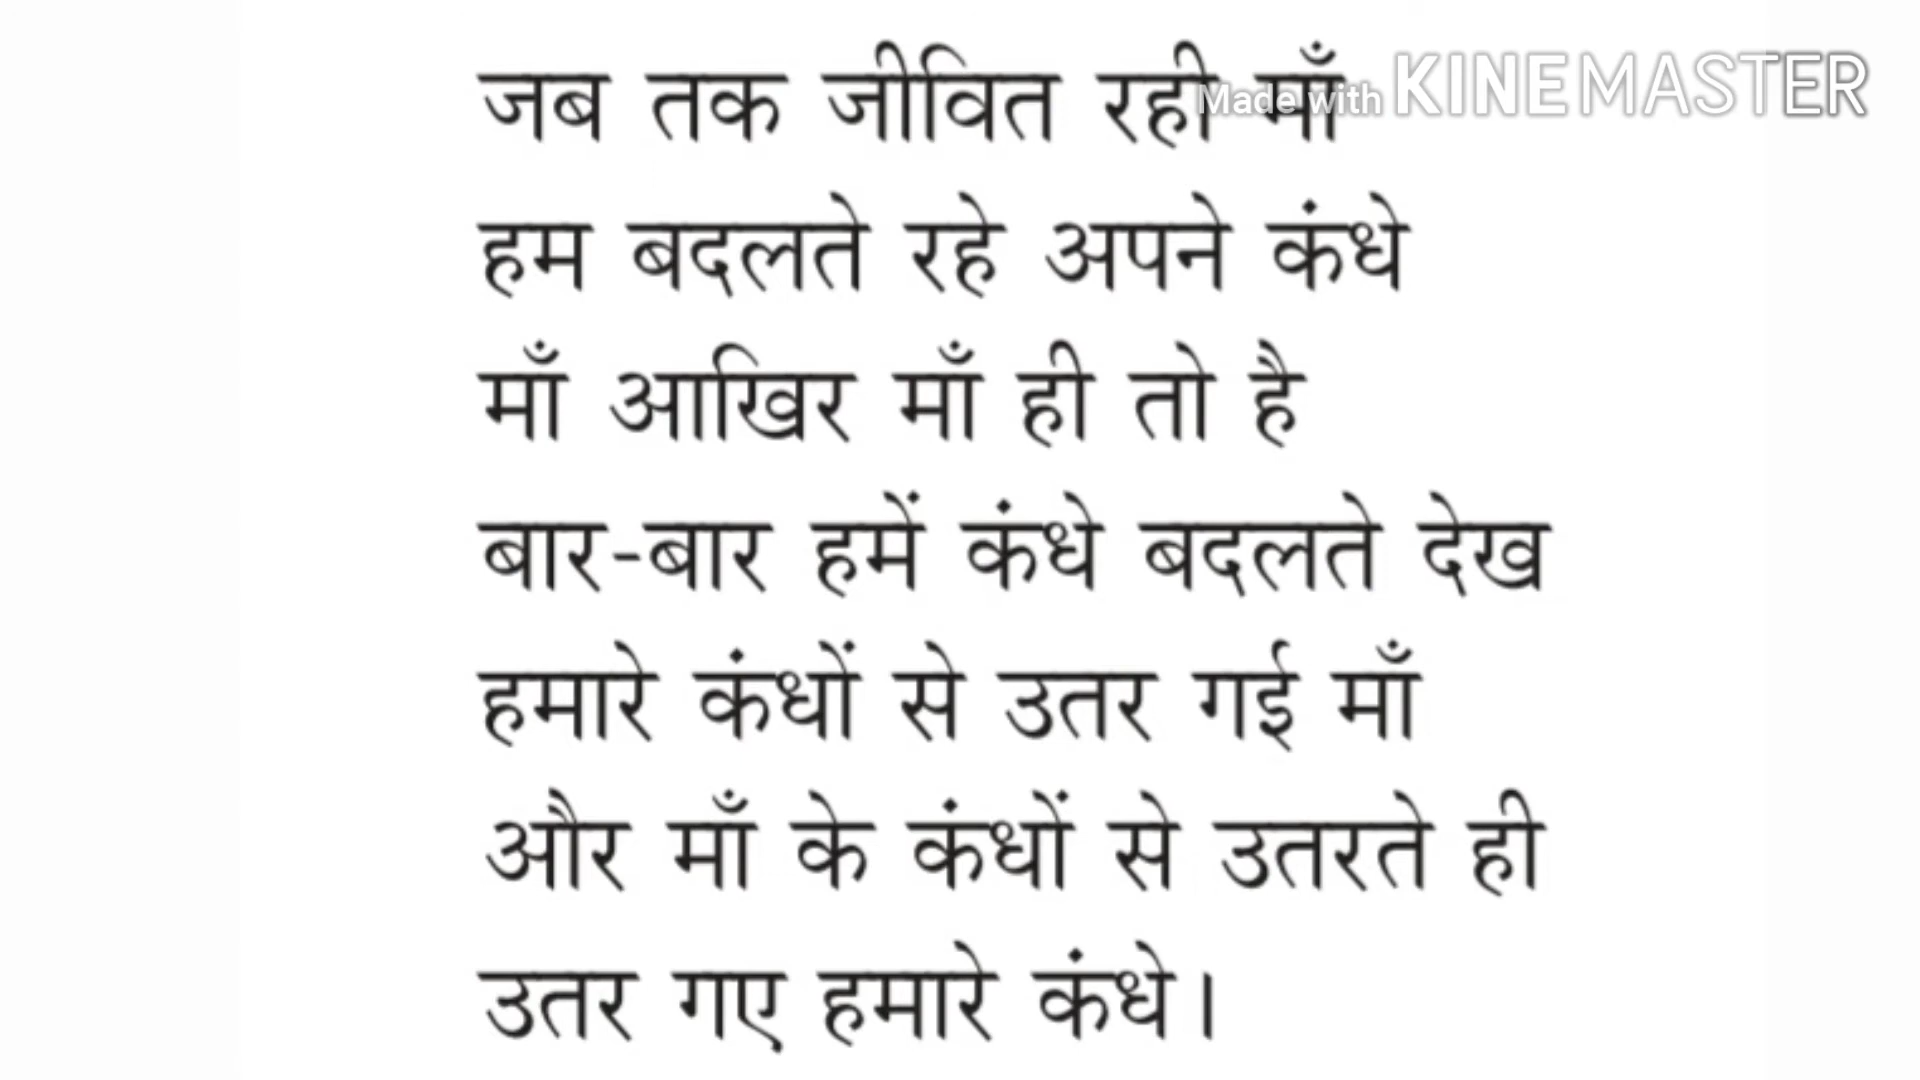 जब तक जीवित रही माँ
Made with KINEMASTER
हम बदलते रहे अपने कंधे
माँ आखिर माँ ही तो है
बार-बार हमें कंधे बदलते देख
हमारे कंधों से उतर गई माँ
और माँ के कंधों से उतरते ही
उतर गए हमारे कंधे।